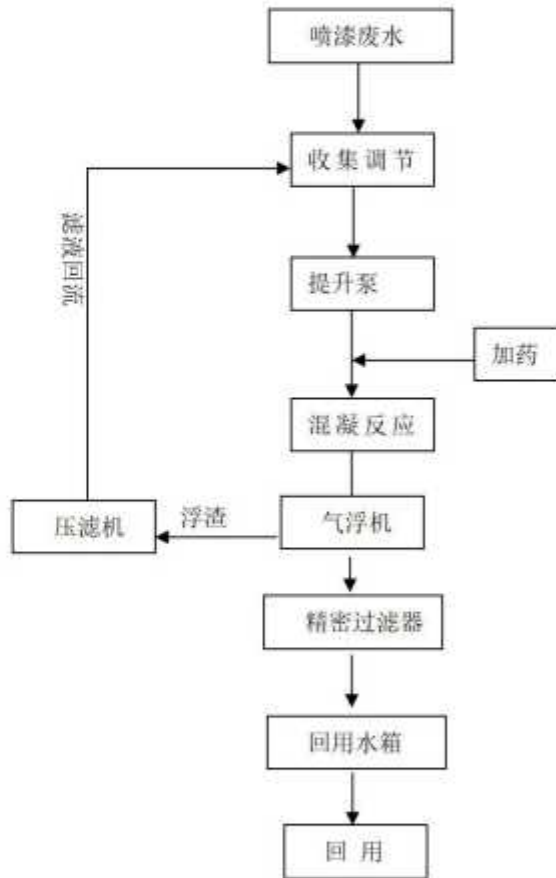 喷漆废水
收集调节
滤液回流
提升泵
加药
混凝反应
压滤机
浮渣
气浮机
精密过滤器
回用水箱
回 用